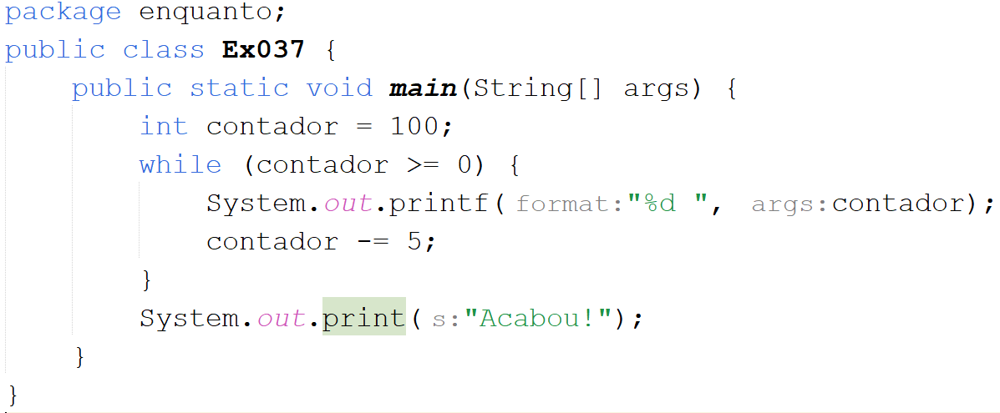 package enquanto;
public class Ex037 {
    public static void main(String[] args) {
        int contador = 100;
        while (contador >= 0) {
            System.out.printf( format:"%d ", args:contador);
            contador -= 5;
        }
        System.out.print( s:"Acabou!");
    }
}